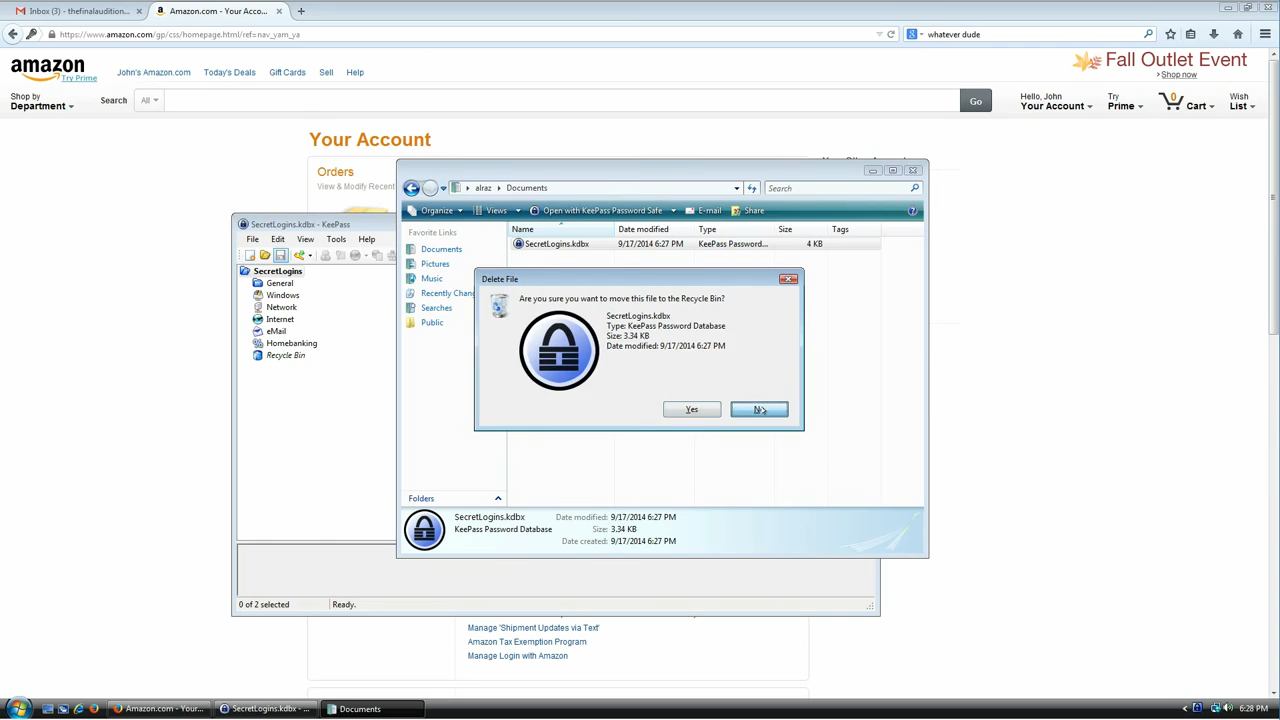 Inbox (3) - thefinalaudition...
Amazon.com - Your Acco...
https://www.amazon.com/gp/css/homepage.html/ref=nav_yam_ya
whatever dude
amazon
Try Prime
John's Amazon.com
Today's Deals
Gift Cards
Sell
Help
Fall Outlet Event
› Shop now
Shop by
Department
Search
All
Go
Hello, John
Your Account
Try
Prime
0
Cart
Wish
List
Your Account
Orders
View & Modify Recent
alraz
Documents
Search
Organize
Views
Open with KeePass Password Safe
E-mail
Share
Favorite Links
Documents
Pictures
Music
Recently Chang
Searches
Public
Folders
Name
Date modified
Type
Size
Tags
SecretLogins.kdbx
9/17/2014 6:27 PM
KeePass Password...
4 KB
SecretLogins.kdbx - KeePass
File
Edit
View
Tools
Help
SecretLogins
General
Windows
Network
Internet
eMail
Homebanking
Recycle Bin
Delete File
Are you sure you want to move this file to the Recycle Bin?
SecretLogins.kdbx
Type: KeePass Password Database
Size: 3.34 KB
Date modified: 9/17/2014 6:27 PM
Yes
SecretLogins.kdbx
KeePass Password Database
Date modified: 9/17/2014 6:27 PM
Size: 3.34 KB
Date created: 9/17/2014 6:27 PM
0 of 2 selected
Ready.
Manage 'Shipment Updates via Text'
Amazon Tax Exemption Program
Manage Login with Amazon
Amazon.com - Your...
SecretLogins.kdbx - ...
Documents
6:28 PM